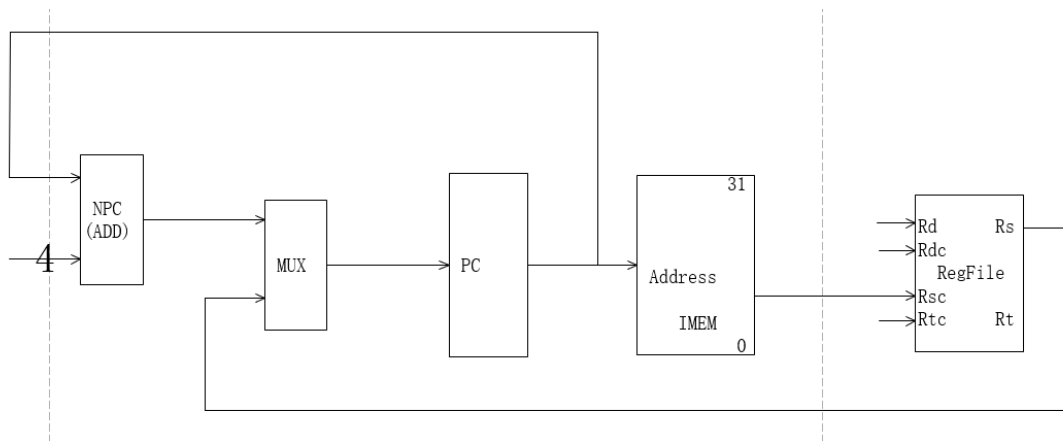 4
NPC
(ADD)
MUX
PC
31
Address
IMEM
0
Rd
Rdc
RegFile
Rsc
Rtc
Rs
Rt